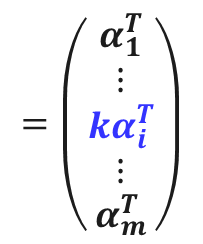 = ( α₁ᵀ
⋮
kαᵢᵀ
⋮
αₘᵀ )